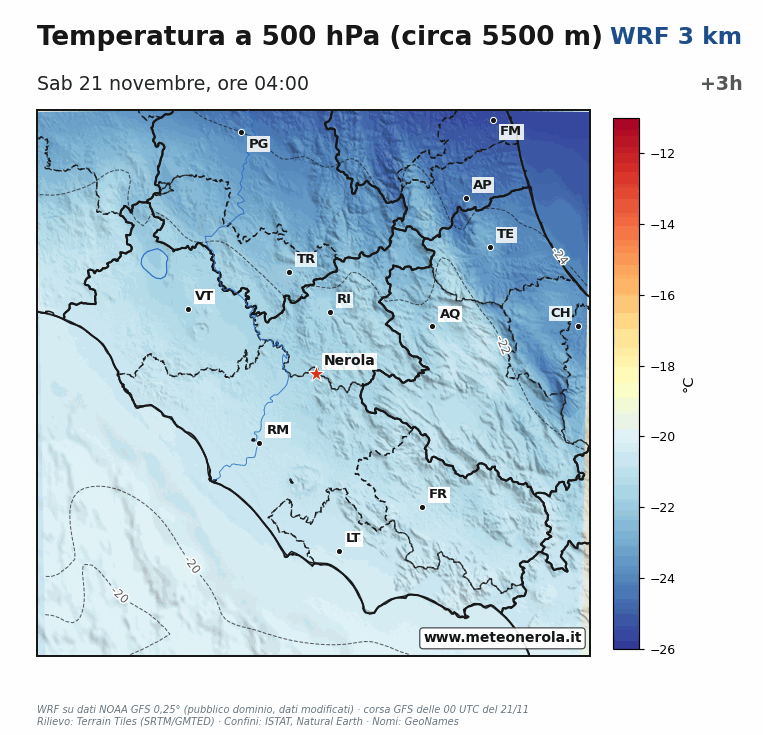 Temperatura a 500 hPa (circa 5500 m) WRF 3 km
Sab 21 novembre, ore 04:00 +3h
FM
PG
AP
TE
-24
TR
VT
RI
AQ
CH
-22
Nerola
RM
FR
LT
-20
-20
www.meteonerola.it
−12
−14
−16
−18
−20
−22
−24
−26
°C
WRF su dati NOAA GFS 0,25° (pubblico dominio, dati modificati) · corsa GFS delle 00 UTC del 21/11
Rilievo: Terrain Tiles (SRTM/GMTED) · Confini: ISTAT, Natural Earth · Nomi: GeoNames